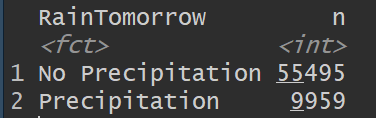 RainTomorrow n
<fct> <int>
1 No Precipitation 55495
2 Precipitation 9959